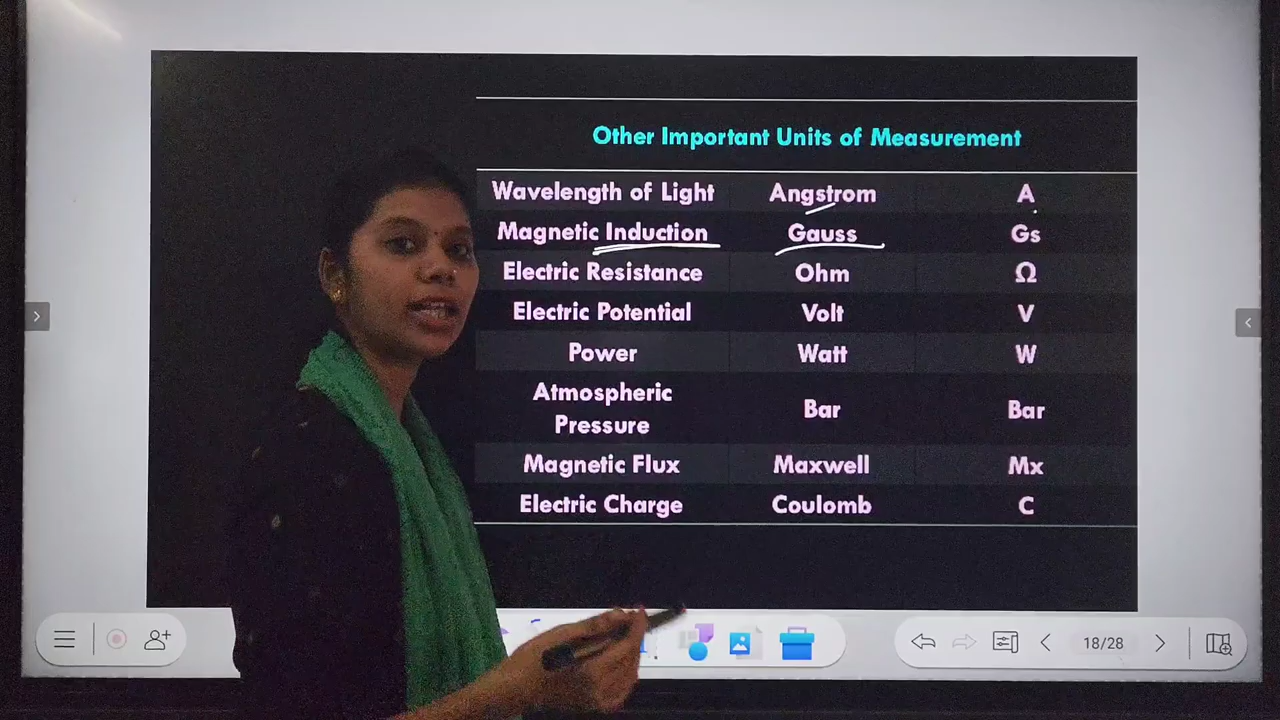 Other Important Units of Measurement
Wavelength of Light Angstrom A
Magnetic Induction Gauss Gs
Electric Resistance Ohm Ω
Electric Potential Volt V
Power Watt W
Atmospheric
Pressure Bar Bar
Magnetic Flux Maxwell Mx
Electric Charge Coulomb C
18/28